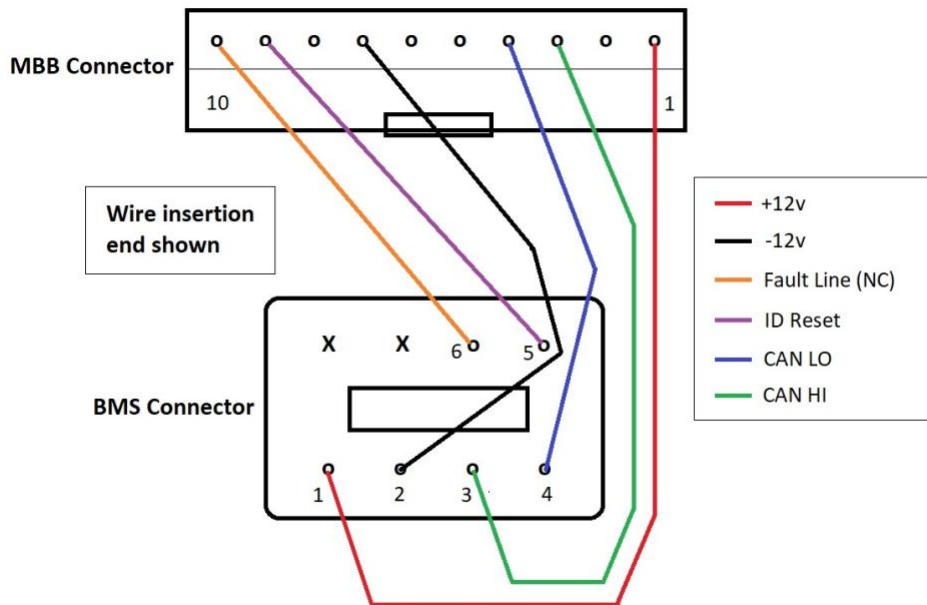 MBB Connector
10
1
Wire insertion
end shown
+12v
-12v
Fault Line (NC)
ID Reset
CAN LO
CAN HI
X X 6 5
BMS Connector
1 2 3 4